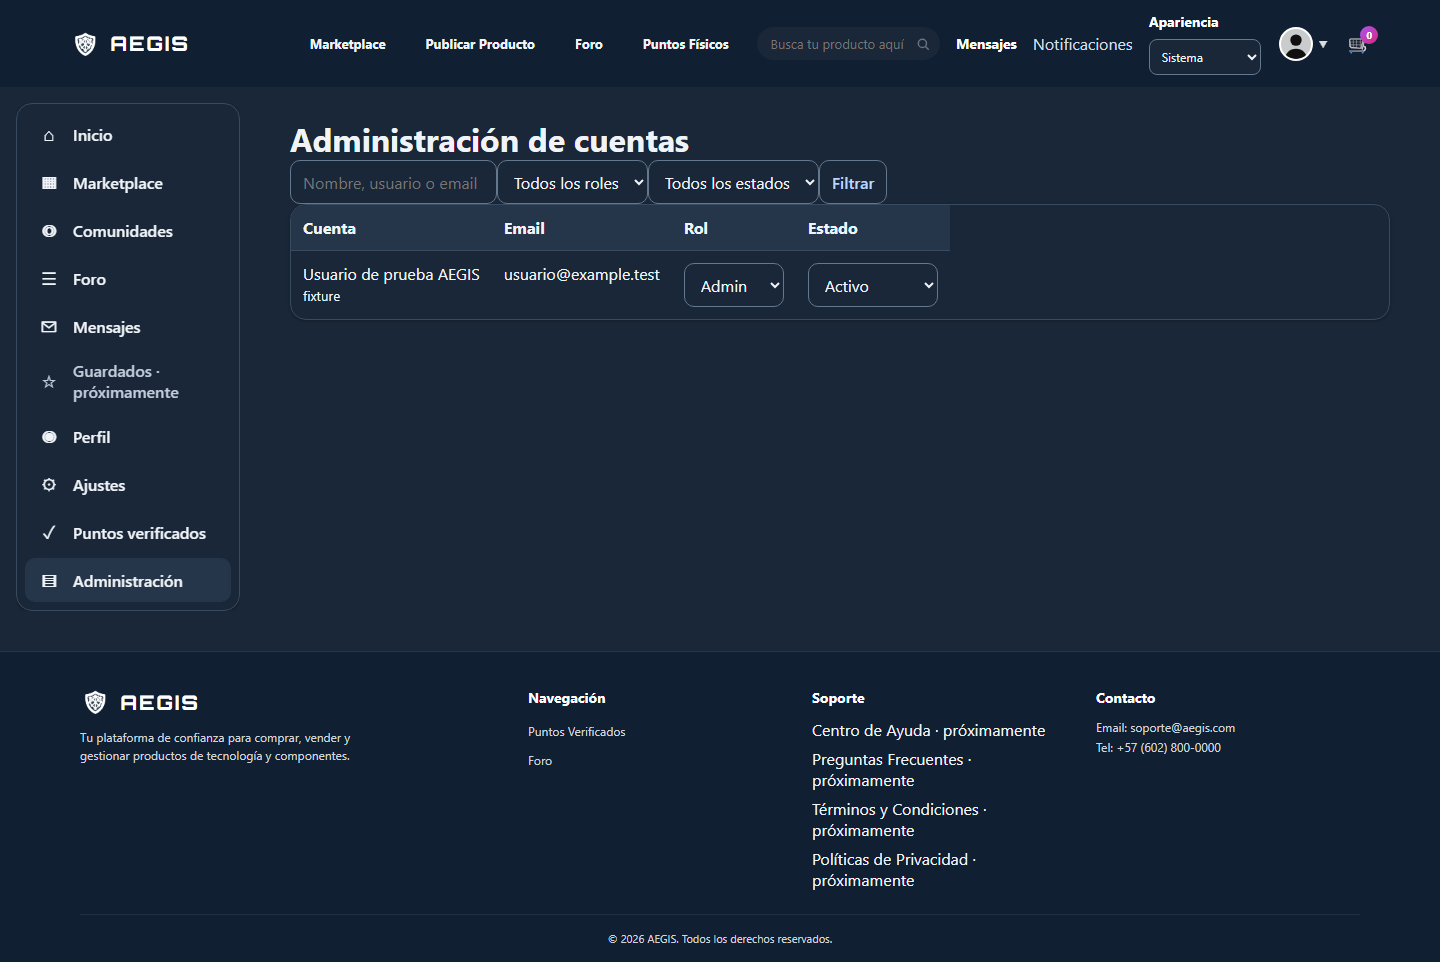 AEGIS
Marketplace
Publicar Producto
Foro
Puntos Físicos
Busca tu producto aquí
Mensajes
Notificaciones
Apariencia
Sistema
0
Inicio
Marketplace
Comunidades
Foro
Mensajes
Guardados ·
próximamente
Perfil
Ajustes
Puntos verificados
Administración
Administración de cuentas
Nombre, usuario o email
Todos los roles
Todos los estados
Filtrar
Cuenta Email Rol Estado
Usuario de prueba AEGIS usuario@example.test Admin Activo
fixture
AEGIS
Tu plataforma de confianza para comprar, vender y
gestionar productos de tecnología y componentes.
Navegación
Puntos Verificados
Foro
Soporte
Centro de Ayuda · próximamente
Preguntas Frecuentes ·
próximamente
Términos y Condiciones ·
próximamente
Políticas de Privacidad ·
próximamente
Contacto
Email: soporte@aegis.com
Tel: +57 (602) 800-0000
© 2026 AEGIS. Todos los derechos reservados.